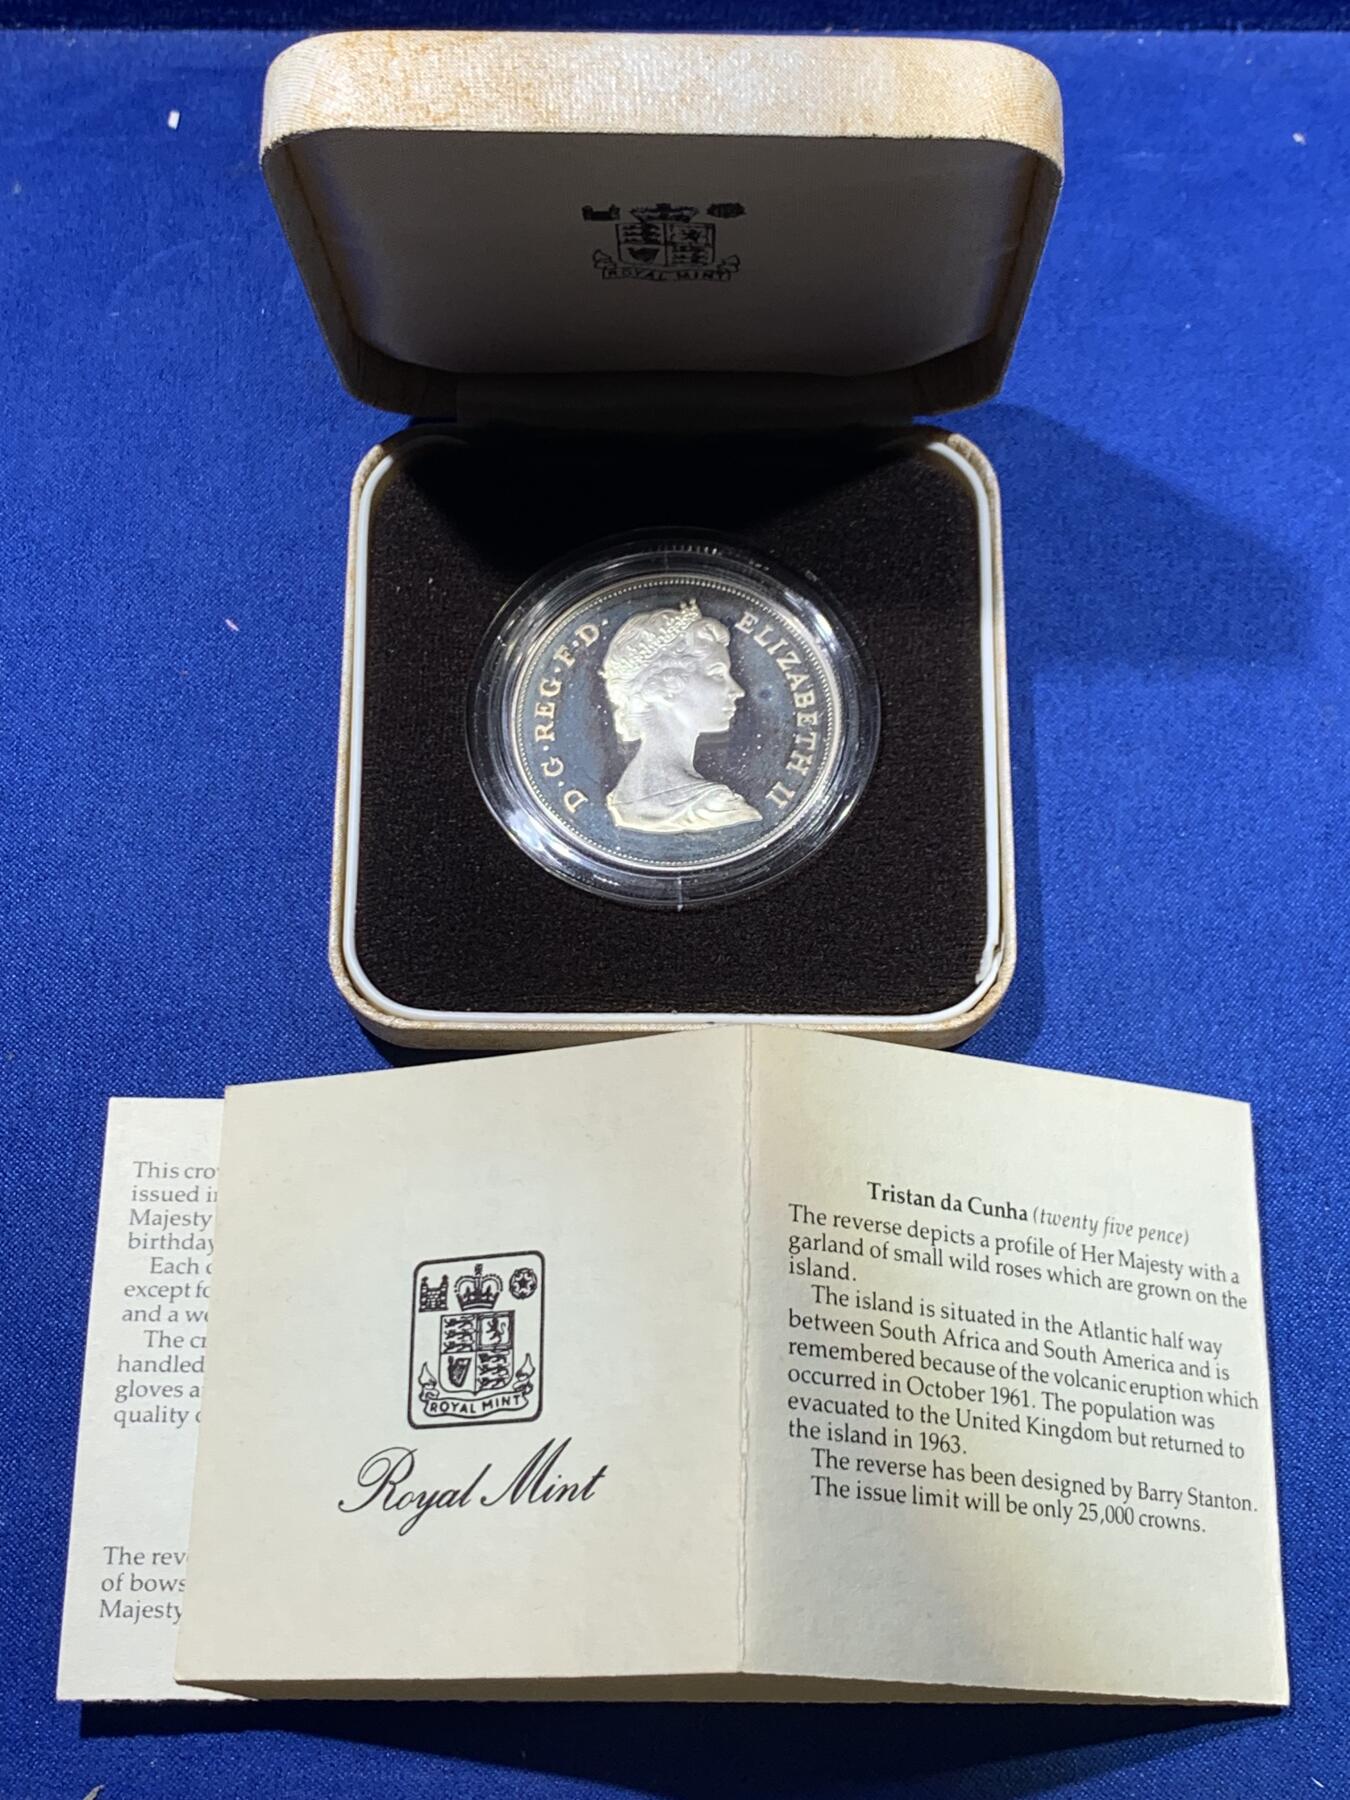 ROYAL MINT
D·G·REG·F·D·
ELIZABETH II
This
issued
Majesty
birthday
Each
except
and a
The
handled
gloves
quality
The
of bows
Majesty
ROYAL MINT
Royal Mint
Tristan da Cunha (twenty five pence)
The reverse depicts a profile of Her Majesty with a
garland of small wild roses which are grown on the
island.
The island is situated in the Atlantic half way
between South Africa and South America and is
remembered because of the volcanic eruption which
occurred in October 1961. The population was
evacuated to the United Kingdom but returned to
the island in 1963.
The reverse has been designed by Barry Stanton.
The issue limit will be only 25,000 crowns.